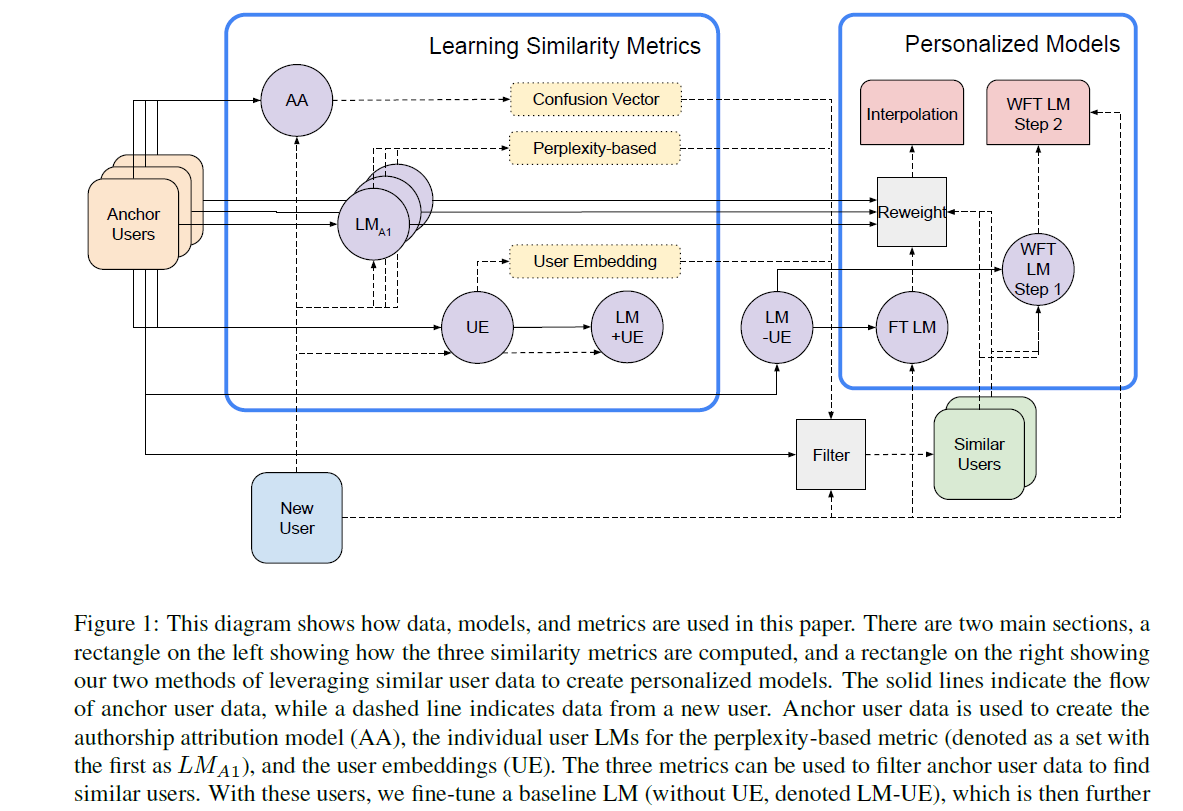 Learning Similarity Metrics
Personalized Models
AA
Confusion Vector
Perplexity-based
Interpolation
WFT LM
Step 2
Anchor
Users
LM_A1
Reweight
User Embedding
WFT
LM
Step 1
UE
LM
+UE
LM
-UE
FT LM
Filter
Similar
Users
New
User
Figure 1: This diagram shows how data, models, and metrics are used in this paper. There are two main sections, a
rectangle on the left showing how the three similarity metrics are computed, and a rectangle on the right showing
our two methods of leveraging similar user data to create personalized models. The solid lines indicate the flow
of anchor user data, while a dashed line indicates data from a new user. Anchor user data is used to create the
authorship attribution model (AA), the individual user LMs for the perplexity-based metric (denoted as a set with
the first as LM_A1), and the user embeddings (UE). The three metrics can be used to filter anchor user data to find
similar users. With these users, we fine-tune a baseline LM (without UE, denoted LM-UE), which is then further